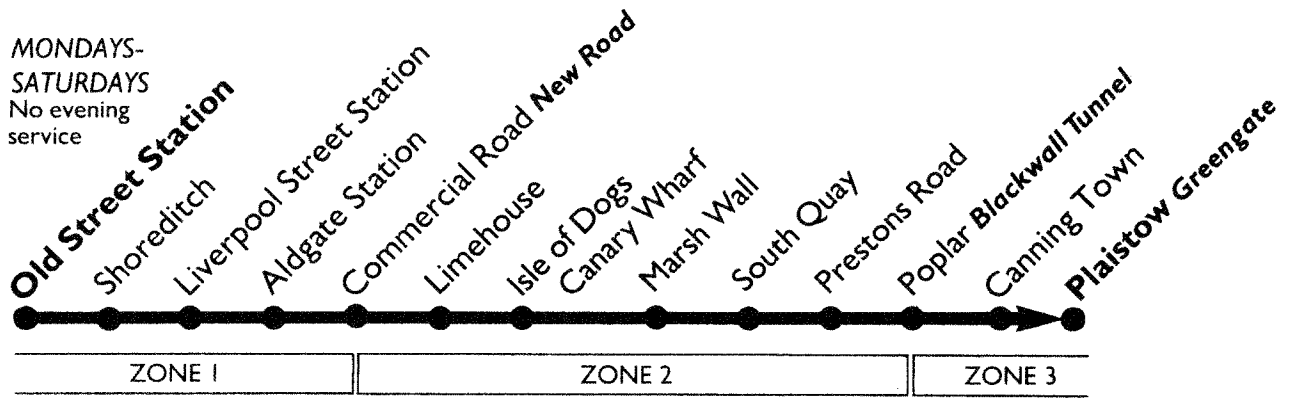 MONDAYS-
SATURDAYS
No evening
service
Old Street Station
Shoreditch
Liverpool Street Station
Aldgate Station
Commercial Road New Road
Limehouse
Isle of Dogs
Canary Wharf
Marsh Wall
South Quay
Prestons Road
Poplar Blackwall Tunnel
Canning Town
Plaistow Greengate
ZONE 1
ZONE 2
ZONE 3